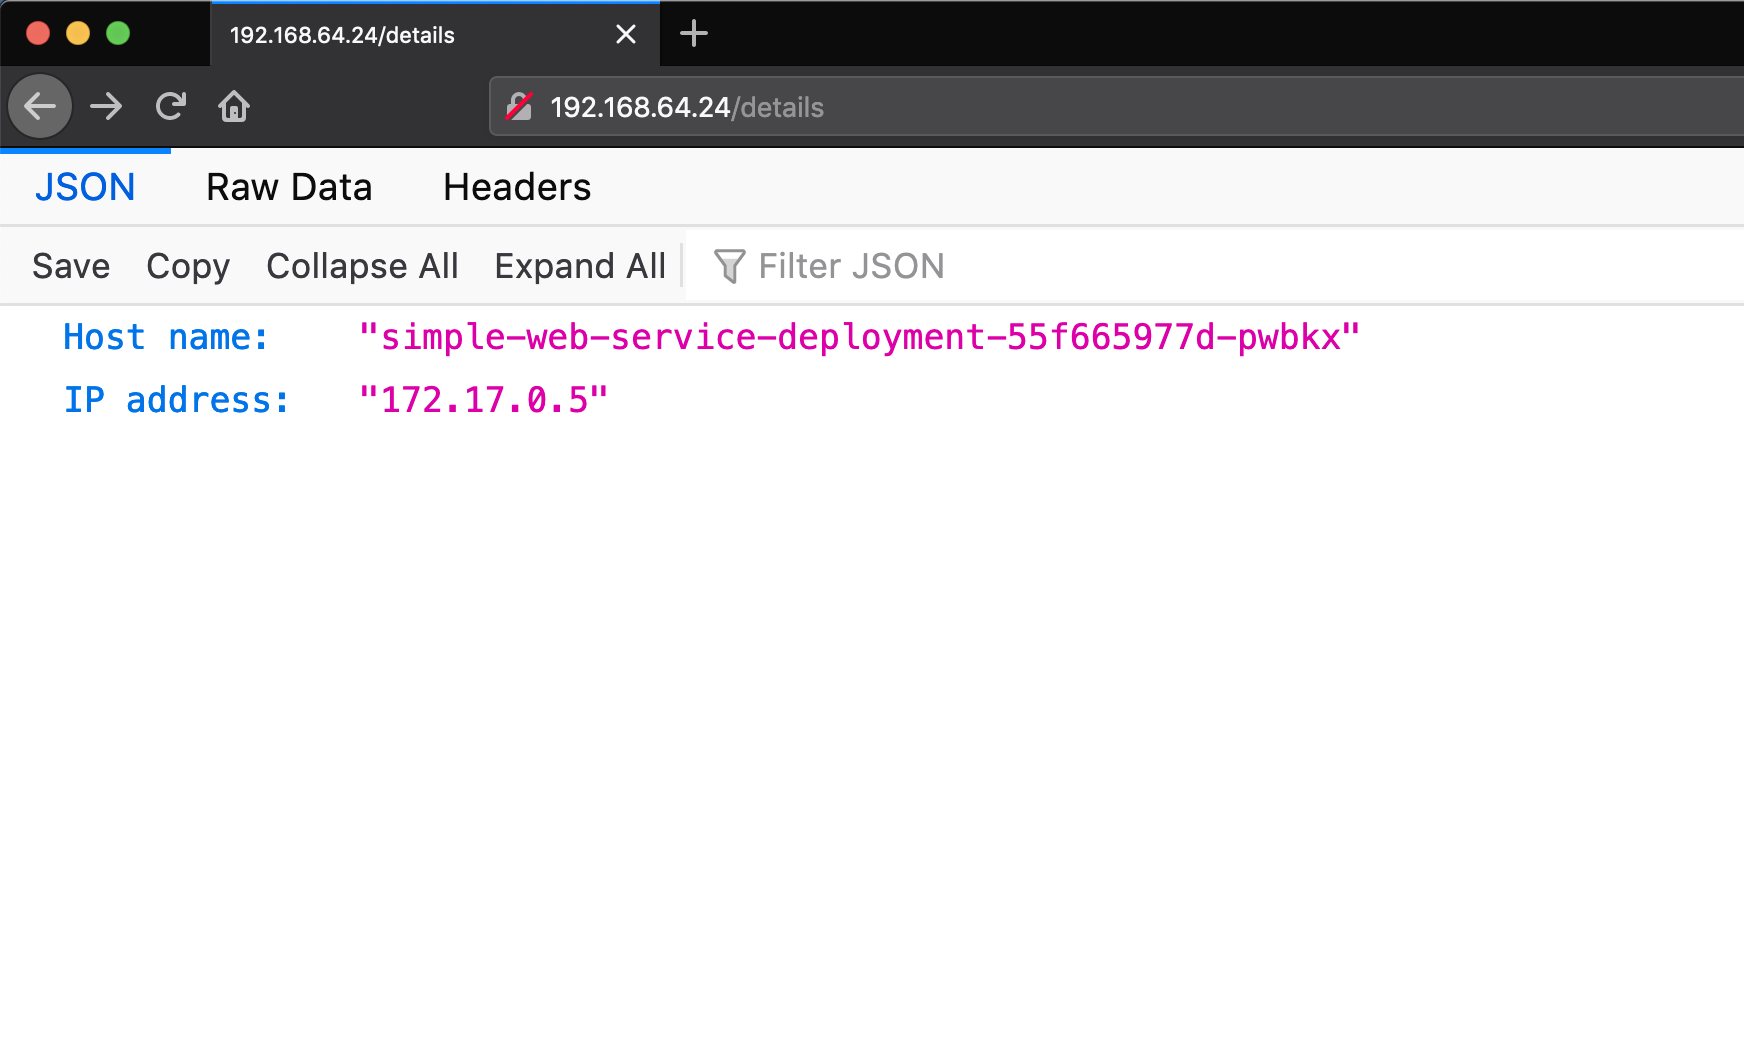 192.168.64.24/details
192.168.64.24/details
JSON Raw Data Headers
Save Copy Collapse All Expand All Filter JSON
Host name: "simple-web-service-deployment-55f665977d-pwbkx"
IP address: "172.17.0.5"